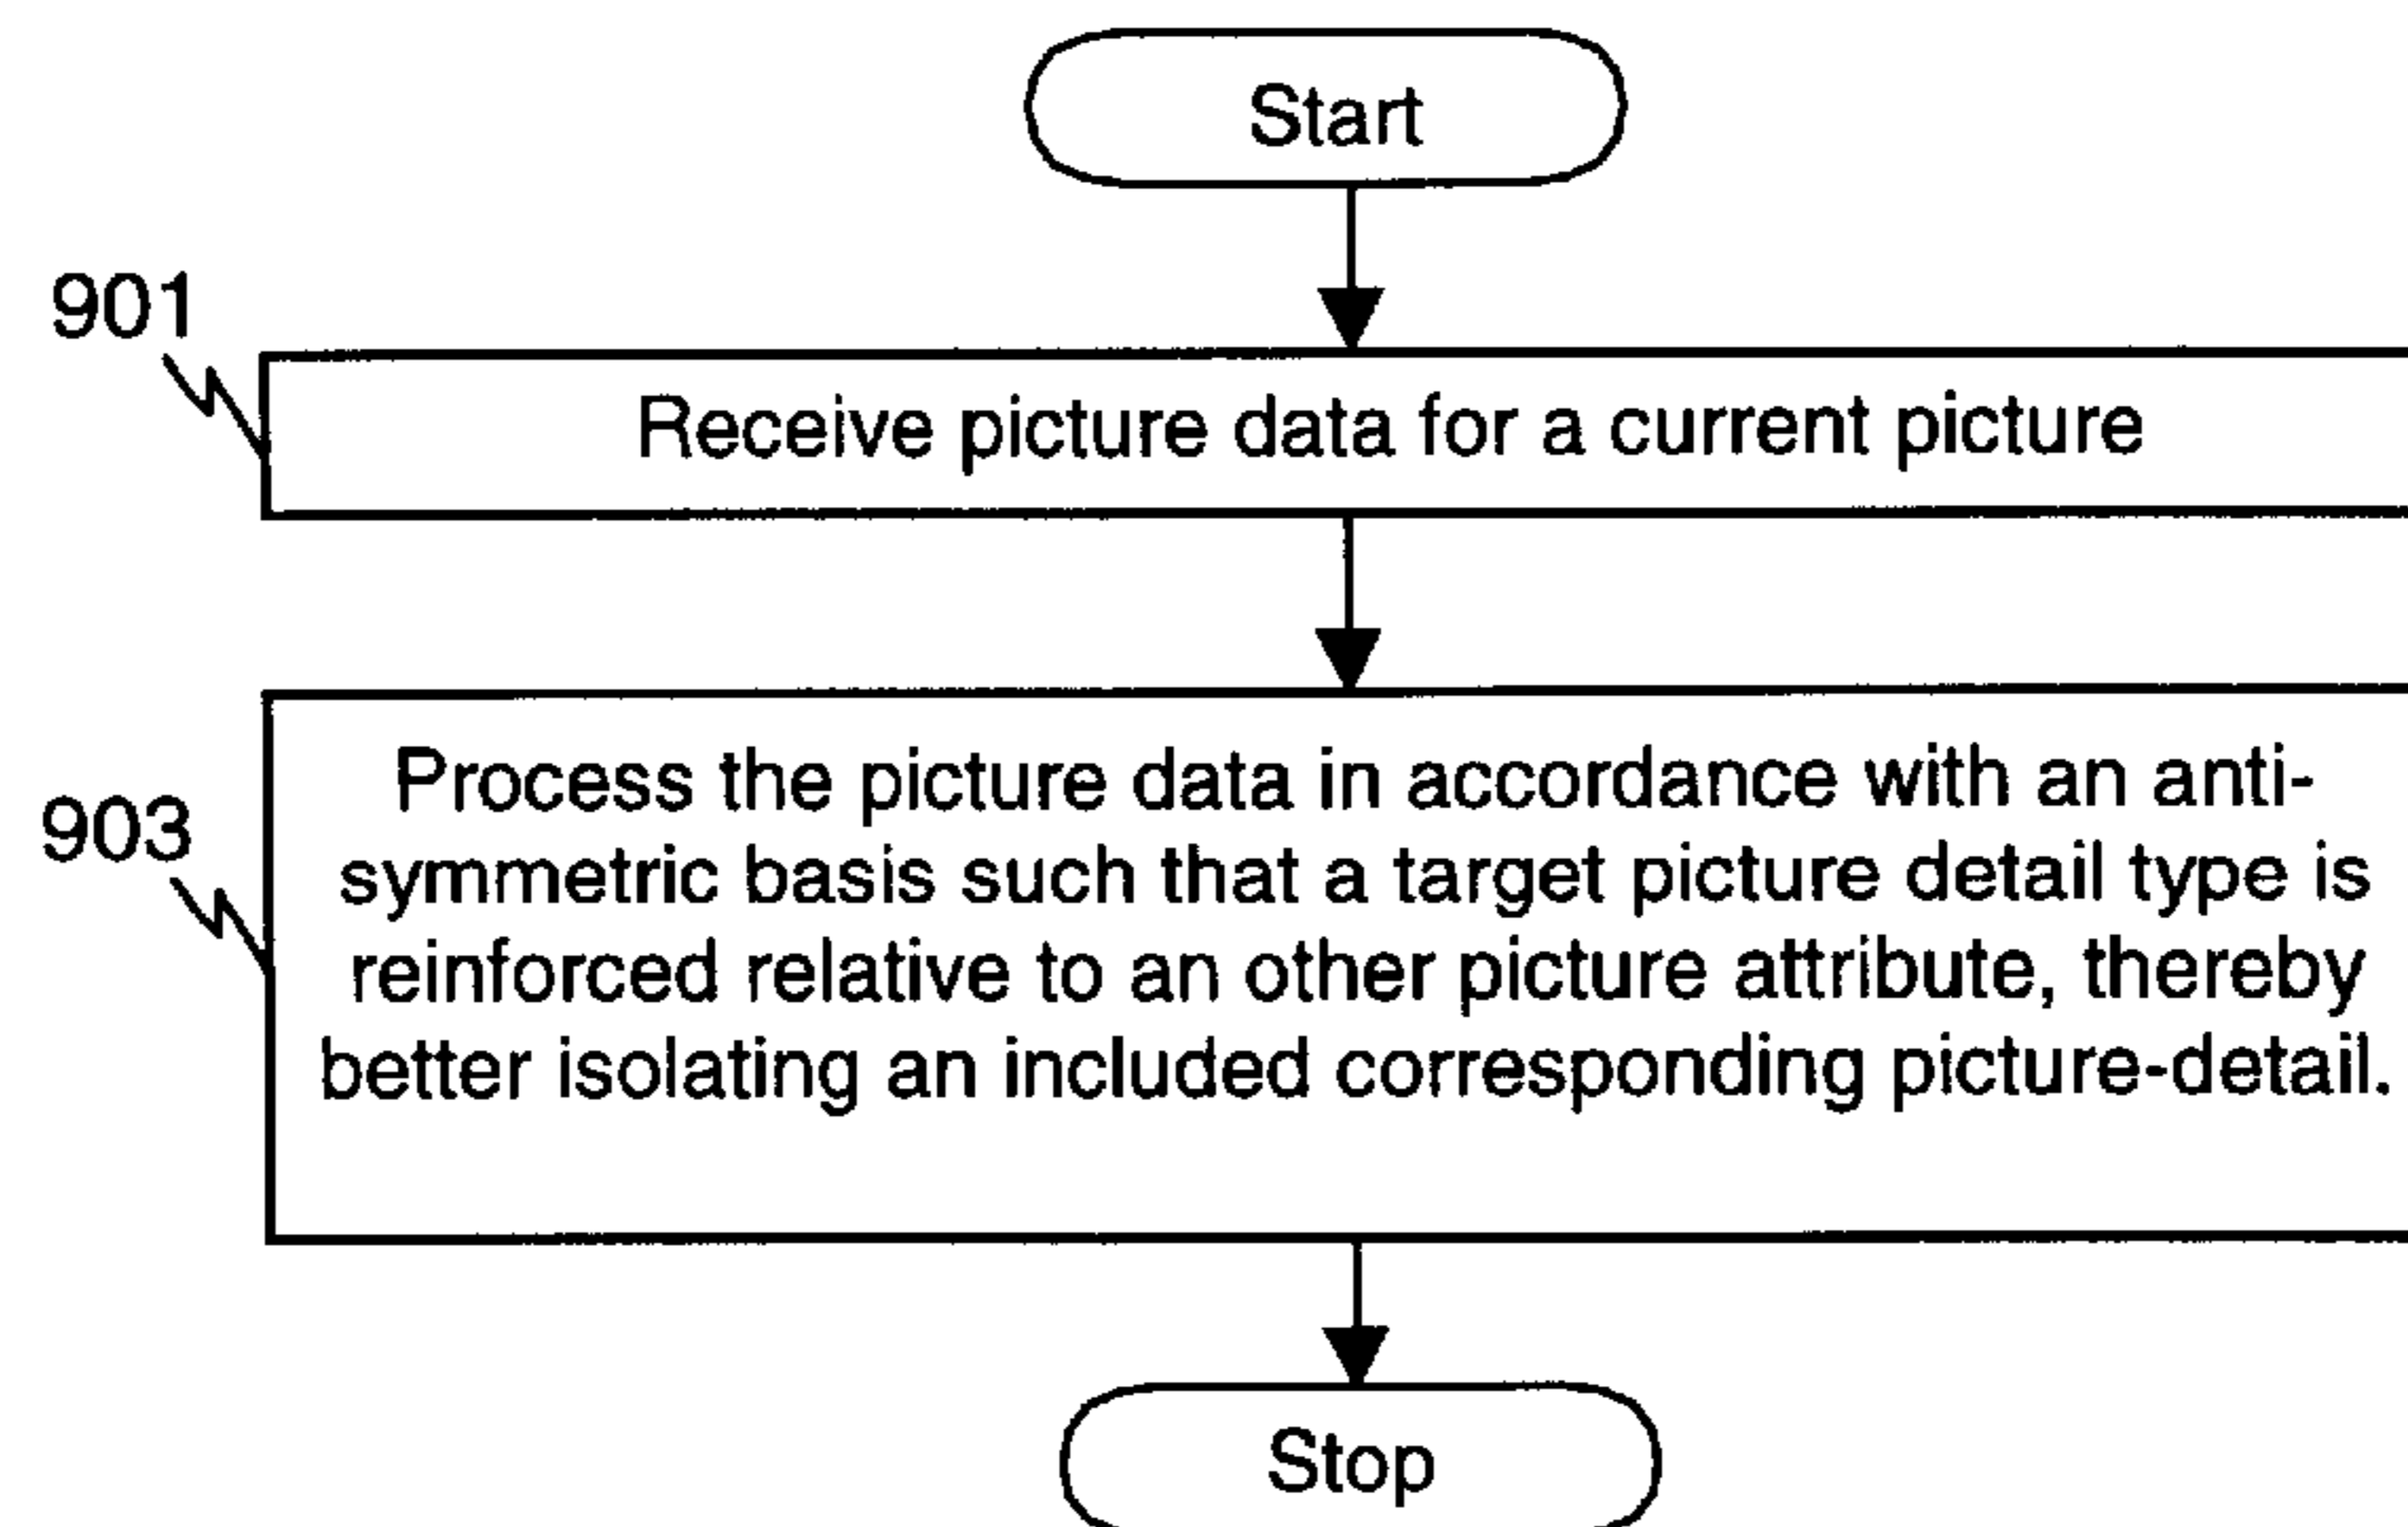 Start
901
Receive picture data for a current picture
903
Process the picture data in accordance with an anti-
symmetric basis such that a target picture detail type is
reinforced relative to an other picture attribute, thereby
better isolating an included corresponding picture-detail.
Stop